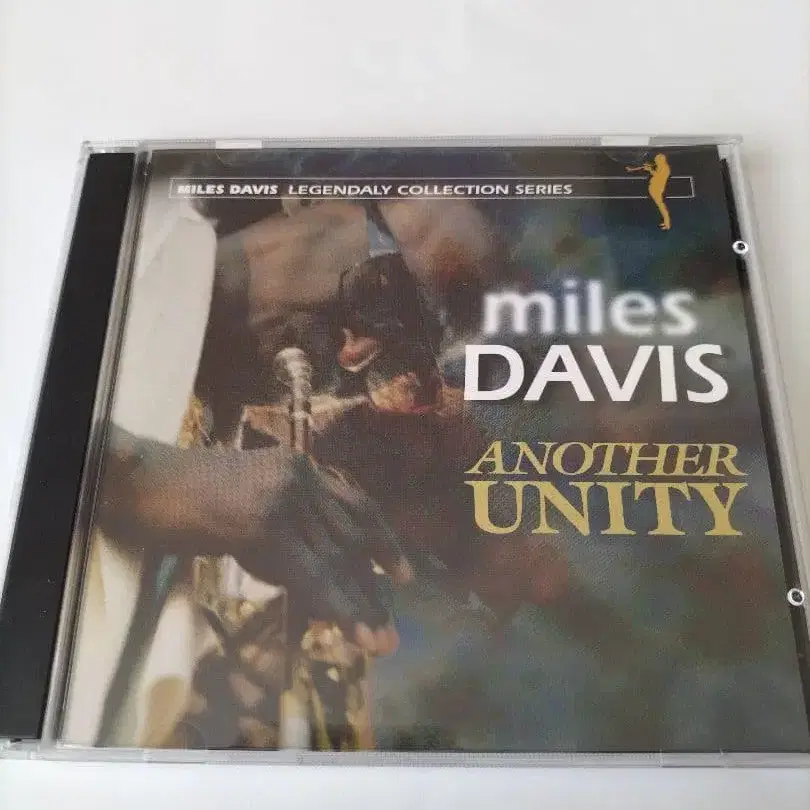 MILES DAVIS LEGENDALY COLLECTION SERIES
miles
DAVIS
ANOTHER
UNITY